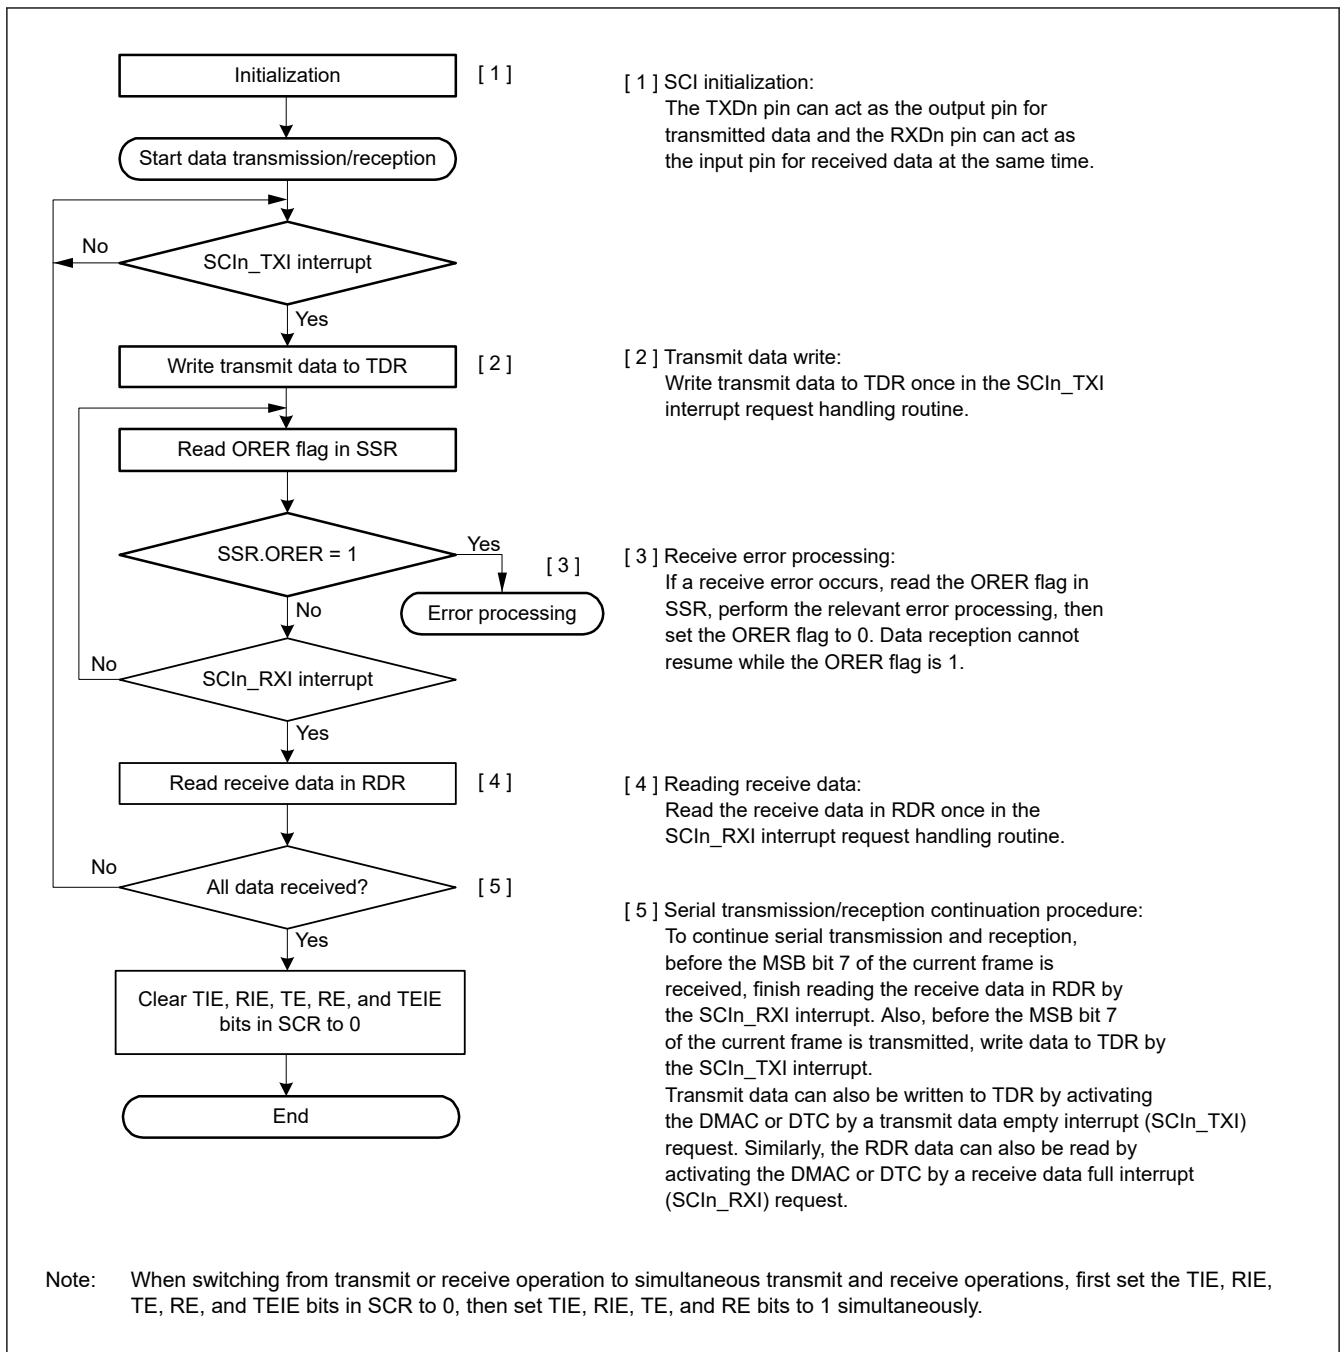 Initialization
[ 1 ]
Start data transmission/reception
No
SCIn_TXI interrupt
Yes
Write transmit data to TDR
[ 2 ]
Read ORER flag in SSR
SSR.ORER = 1
Yes
[ 3 ]
Error processing
No
No
SCIn_RXI interrupt
Yes
Read receive data in RDR
[ 4 ]
No
All data received?
[ 5 ]
Yes
Clear TIE, RIE, TE, RE, and TEIE
bits in SCR to 0
End
[ 1 ] SCI initialization:
The TXDn pin can act as the output pin for
transmitted data and the RXDn pin can act as
the input pin for received data at the same time.
[ 2 ] Transmit data write:
Write transmit data to TDR once in the SCIn_TXI
interrupt request handling routine.
[ 3 ] Receive error processing:
If a receive error occurs, read the ORER flag in
SSR, perform the relevant error processing, then
set the ORER flag to 0. Data reception cannot
resume while the ORER flag is 1.
[ 4 ] Reading receive data:
Read the receive data in RDR once in the
SCIn_RXI interrupt request handling routine.
[ 5 ] Serial transmission/reception continuation procedure:
To continue serial transmission and reception,
before the MSB bit 7 of the current frame is
received, finish reading the receive data in RDR by
the SCIn_RXI interrupt. Also, before the MSB bit 7
of the current frame is transmitted, write data to TDR by
the SCIn_TXI interrupt.
Transmit data can also be written to TDR by activating
the DMAC or DTC by a transmit data empty interrupt (SCIn_TXI)
request. Similarly, the RDR data can also be read by
activating the DMAC or DTC by a receive data full interrupt
(SCIn_RXI) request.
Note: When switching from transmit or receive operation to simultaneous transmit and receive operations, first set the TIE, RIE,
TE, RE, and TEIE bits in SCR to 0, then set TIE, RIE, TE, and RE bits to 1 simultaneously.